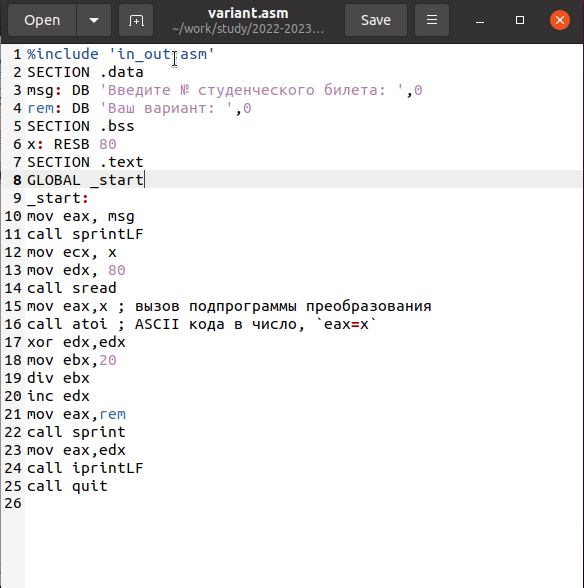 Open
variant.asm
~/work/study/2022-2023…
Save
1 %include 'in_out.asm'
2 SECTION .data
3 msg: DB 'Введите № студенческого билета: ',0
4 rem: DB 'Ваш вариант: ',0
5 SECTION .bss
6 x: RESB 80
7 SECTION .text
8 GLOBAL _start
9 _start:
10 mov eax, msg
11 call sprintLF
12 mov ecx, x
13 mov edx, 80
14 call sread
15 mov eax,x ; вызов подпрограммы преобразования
16 call atoi ; ASCII кода в число, `eax=x`
17 xor edx,edx
18 mov ebx,20
19 div ebx
20 inc edx
21 mov eax,rem
22 call sprint
23 mov eax,edx
24 call iprintLF
25 call quit
26